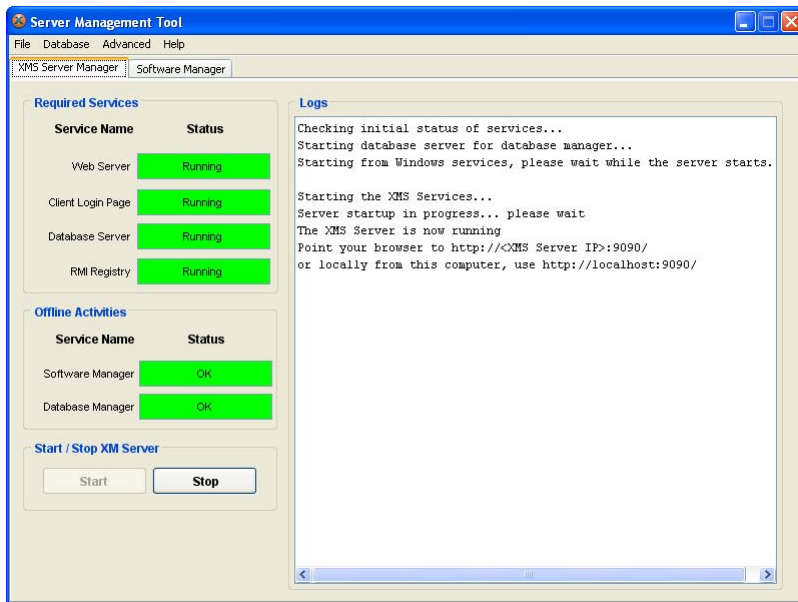 Server Management Tool
File Database Advanced Help
XMS Server Manager Software Manager
Required Services
Service Name Status
Web Server Running
Client Login Page Running
Database Server Running
RMI Registry Running
Offline Activities
Service Name Status
Software Manager OK
Database Manager OK
Start / Stop XM Server
Start Stop
Logs
Checking initial status of services...
Starting database server for database manager...
Starting from Windows services, please wait while the server starts.
Starting the XMS Services...
Server startup in progress... please wait
The XMS Server is now running
Point your browser to http://<XMS Server IP>:9090/
or locally from this computer, use http://localhost:9090/